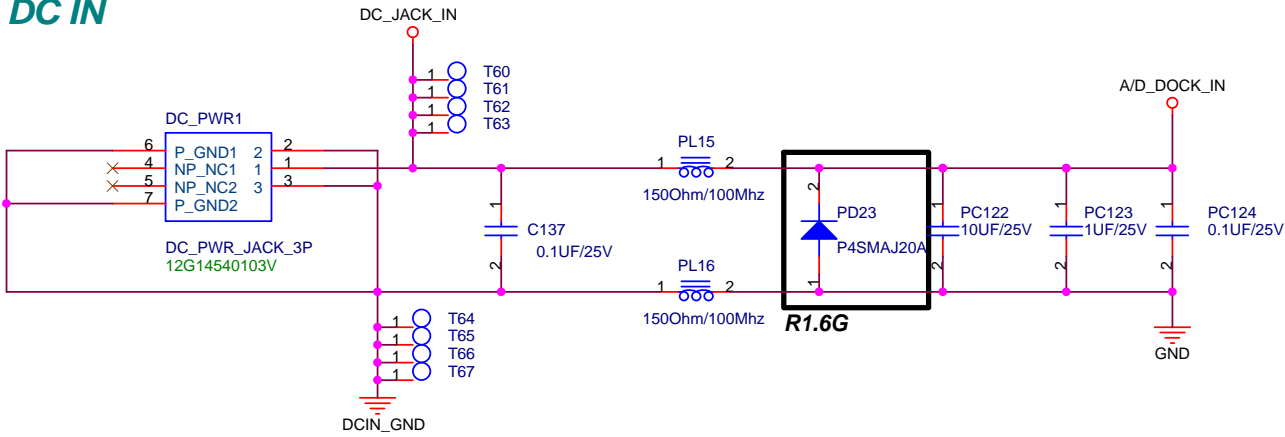 DC IN
DC_JACK_IN
1 T60
1 T61
1 T62
1 T63
A/D_DOCK_IN
DC_PWR1
6 P_GND1 2 2
4 NP_NC1 1 1
5 NP_NC2 3 3
7 P_GND2
DC_PWR_JACK_3P
12G14540103V
1 PL15 2
150Ohm/100Mhz
1
C137
0.1UF/25V
2
1 PL16 2
150Ohm/100Mhz
2
PD23
P4SMAJ20A
1
R1.6G
1
PC122
10UF/25V
2
1
PC123
1UF/25V
2
1
PC124
0.1UF/25V
2
GND
1 T64
1 T65
1 T66
1 T67
DCIN_GND